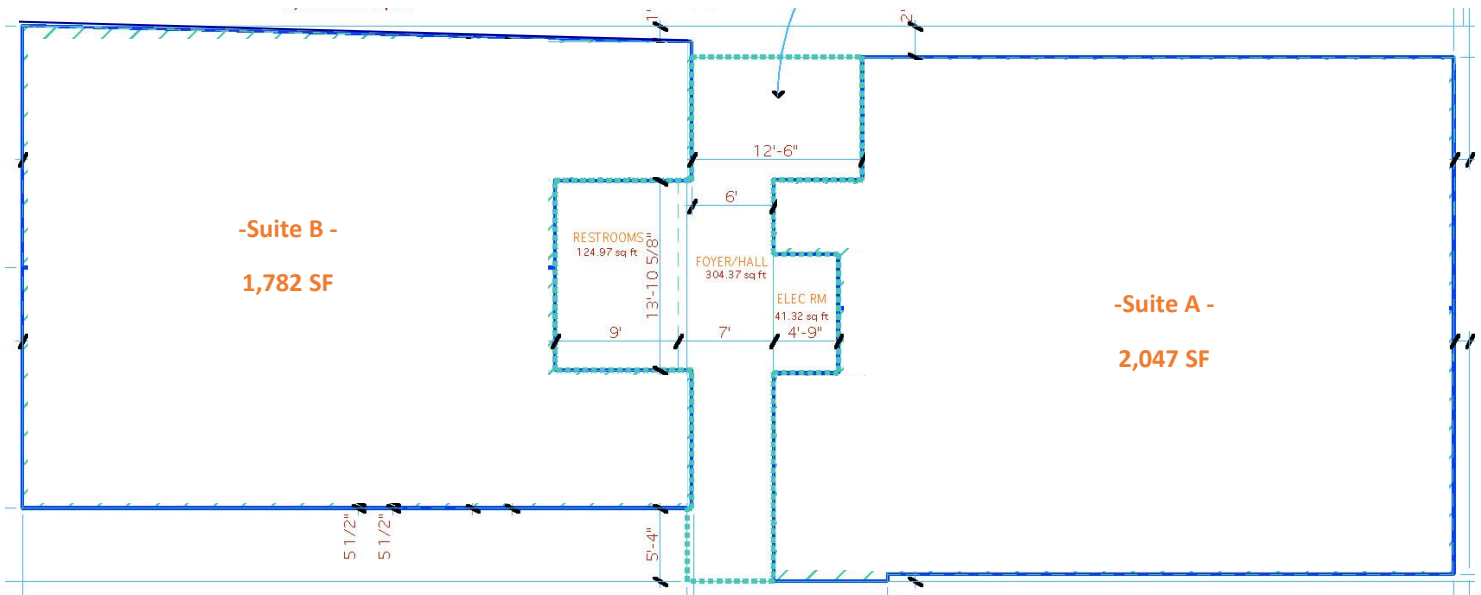 1'
2'
12'-6"
6'
-Suite B -
1,782 SF
RESTROOMS
124.97 sq ft
13'-10 5/8"
FOYER/HALL
304.37 sq ft
ELEC RM
41.32 sq ft
9'
7'
4'-9"
-Suite A -
2,047 SF
5 1/2"
5 1/2"
5'-4"